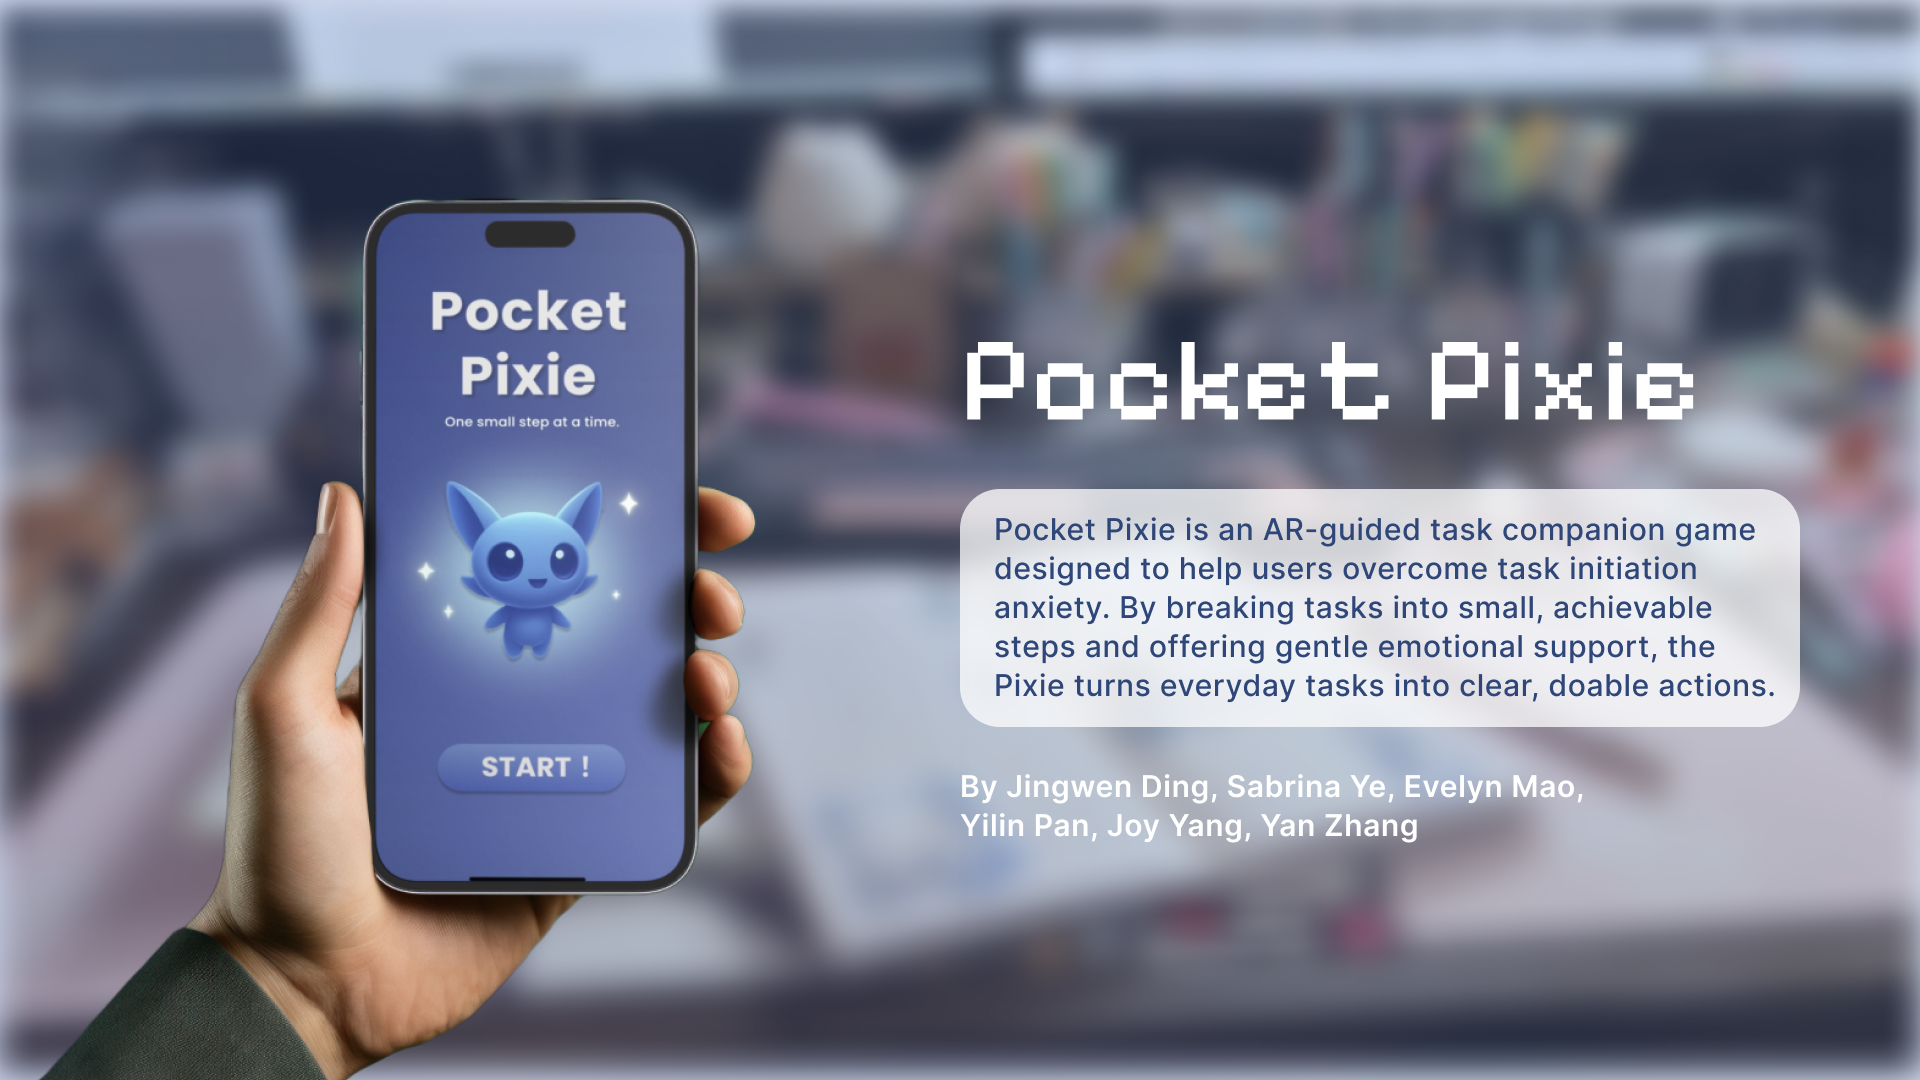 Pocket
Pixie
One small step at a time.
START !
Pocket Pixie
Pocket Pixie is an AR-guided task companion game
designed to help users overcome task initiation
anxiety. By breaking tasks into small, achievable
steps and offering gentle emotional support, the
Pixie turns everyday tasks into clear, doable actions.
By Jingwen Ding, Sabrina Ye, Evelyn Mao,
Yilin Pan, Joy Yang, Yan Zhang